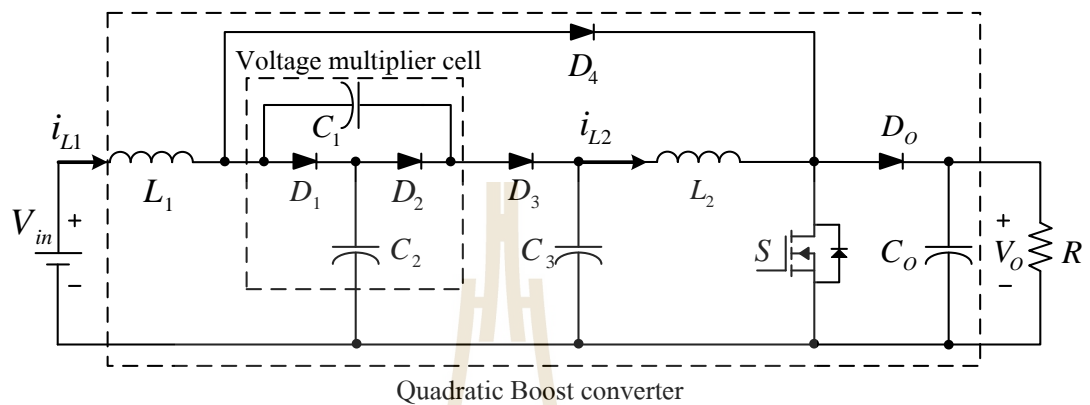 D4
Voltage multiplier cell
C1
iL1
iL2
DO
L1
D1
D2
D3
L2
Vin
+
−
C2
C3
S
CO
+
VO
−
R
Quadratic Boost converter